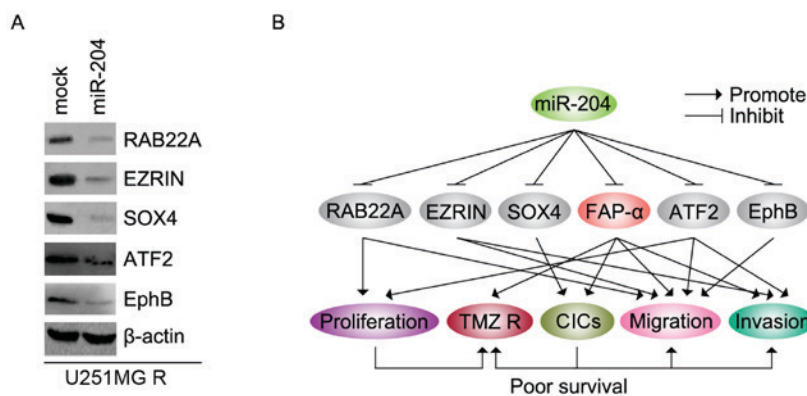 A
mock
miR-204
RAB22A
EZRIN
SOX4
ATF2
EphB
β-actin
U251MG R
B
miR-204
Promote
Inhibit
RAB22A
EZRIN
SOX4
FAP-α
ATF2
EphB
Proliferation
TMZ R
CICs
Migration
Invasion
Poor survival